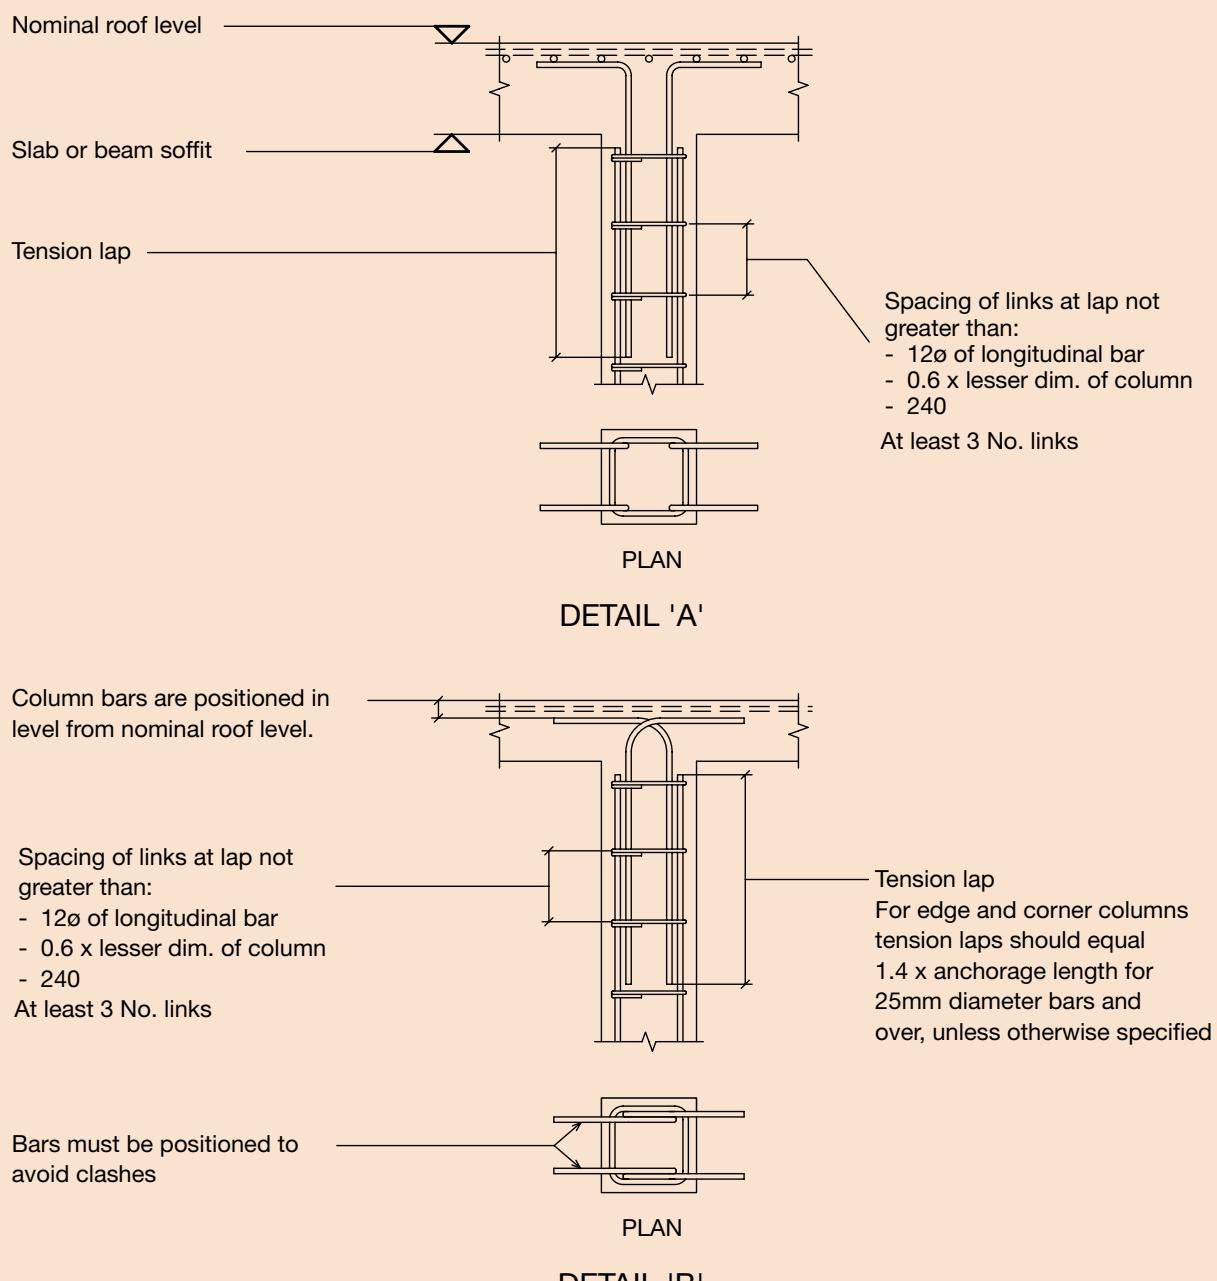 Nominal roof level
Slab or beam soffit
Tension lap
Spacing of links at lap not
greater than:
- 12ø of longitudinal bar
- 0.6 x lesser dim. of column
- 240
At least 3 No. links
PLAN
DETAIL 'A'
Column bars are positioned in
level from nominal roof level.
Spacing of links at lap not
greater than:
- 12ø of longitudinal bar
- 0.6 x lesser dim. of column
- 240
At least 3 No. links
Tension lap
For edge and corner columns
tension laps should equal
1.4 x anchorage length for
25mm diameter bars and
over, unless otherwise specified
Bars must be positioned to
avoid clashes
PLAN
DETAIL 'B'